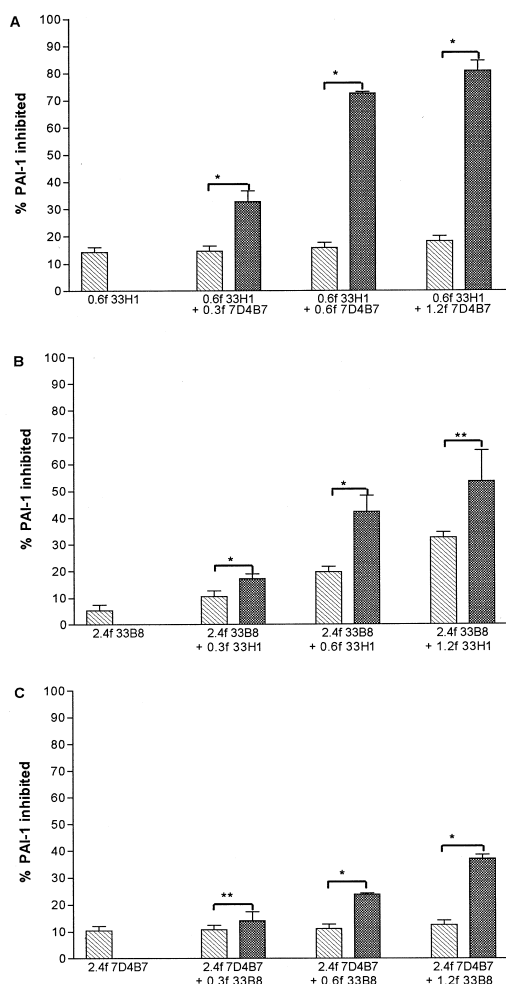 A
% PAI-1 inhibited
100
90
80
70
60
50
40
30
20
10
0
*
*
*
0.6f 33H1
0.6f 33H1
+ 0.3f 7D4B7
0.6f 33H1
+ 0.6f 7D4B7
0.6f 33H1
+ 1.2f 7D4B7
B
% PAI-1 inhibited
100
90
80
70
60
50
40
30
20
10
0
*
*
**
2.4f 33B8
2.4f 33B8
+ 0.3f 33H1
2.4f 33B8
+ 0.6f 33H1
2.4f 33B8
+ 1.2f 33H1
C
% PAI-1 inhibited
100
90
80
70
60
50
40
30
20
10
0
**
*
*
2.4f 7D4B7
2.4f 7D4B7
+ 0.3f 33B8
2.4f 7D4B7
+ 0.6f 33B8
2.4f 7D4B7
+ 1.2f 33B8